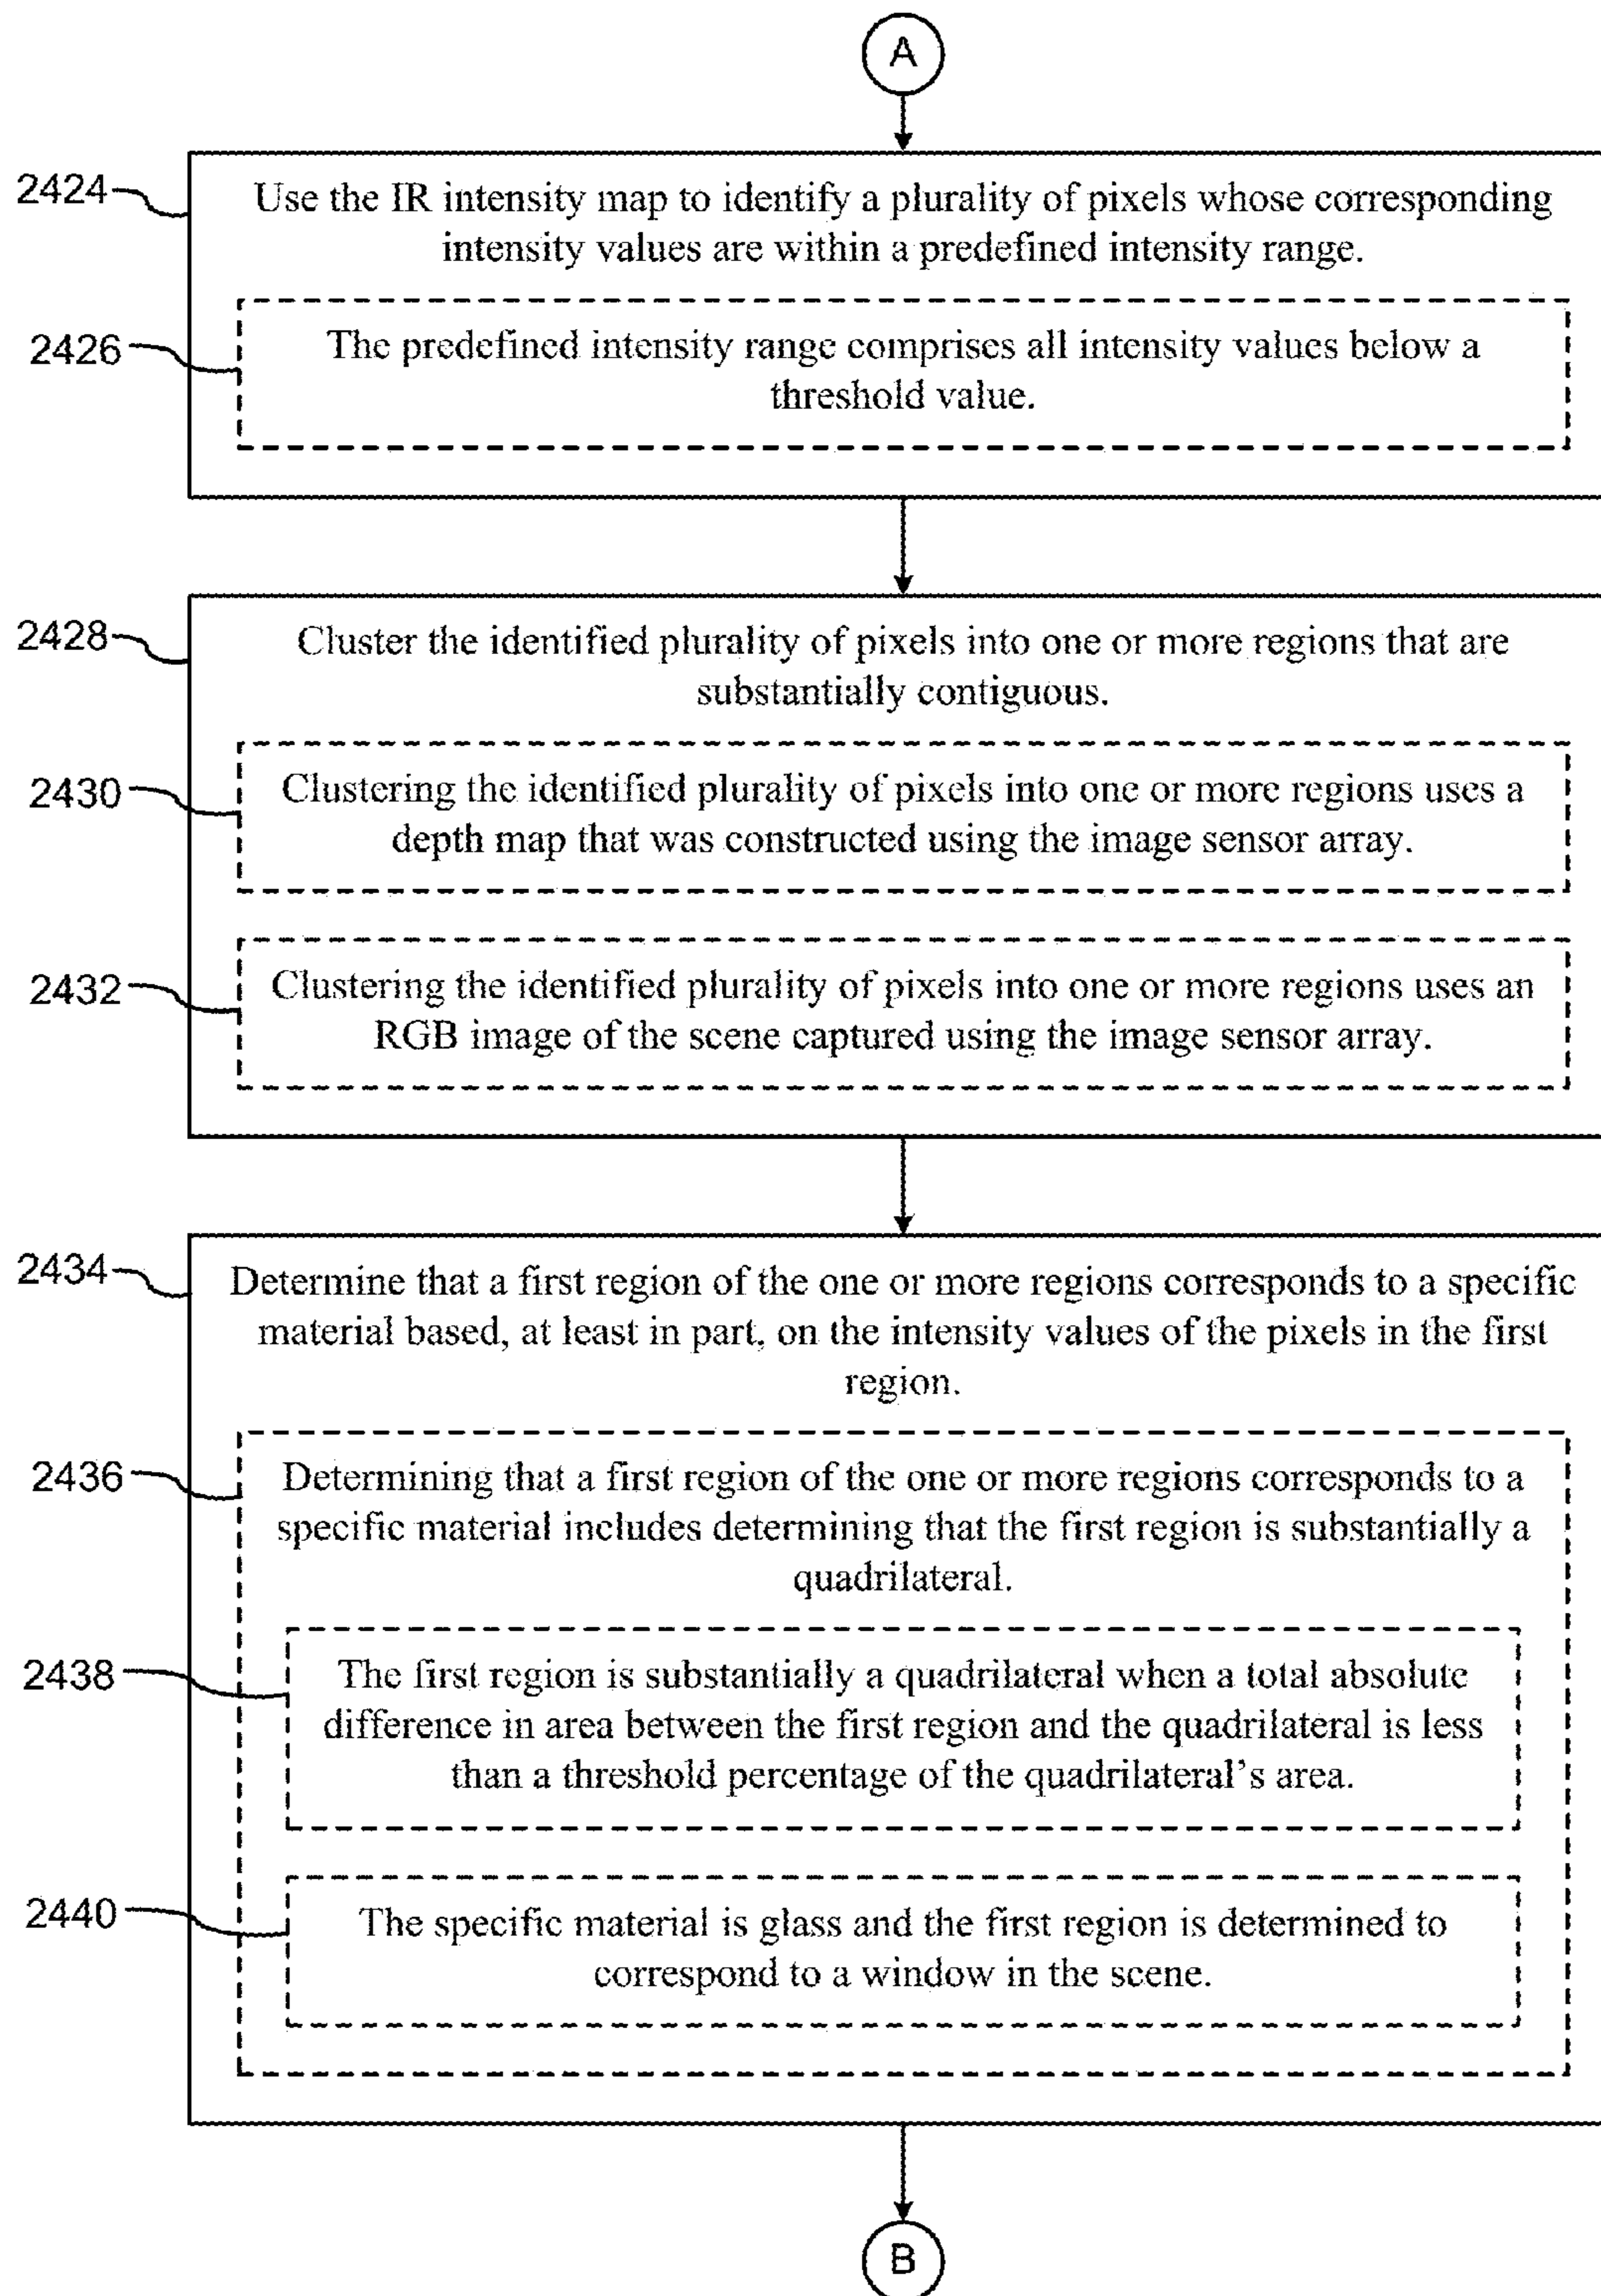 A
2424
Use the IR intensity map to identify a plurality of pixels whose corresponding
intensity values are within a predefined intensity range.
2426
The predefined intensity range comprises all intensity values below a
threshold value.
2428
Cluster the identified plurality of pixels into one or more regions that are
substantially contiguous.
2430
Clustering the identified plurality of pixels into one or more regions uses a
depth map that was constructed using the image sensor array.
2432
Clustering the identified plurality of pixels into one or more regions uses an
RGB image of the scene captured using the image sensor array.
2434
Determine that a first region of the one or more regions corresponds to a specific
material based, at least in part, on the intensity values of the pixels in the first
region.
2436
Determining that a first region of the one or more regions corresponds to a
specific material includes determining that the first region is substantially a
quadrilateral.
2438
The first region is substantially a quadrilateral when a total absolute
difference in area between the first region and the quadrilateral is less
than a threshold percentage of the quadrilateral's area.
2440
The specific material is glass and the first region is determined to
correspond to a window in the scene.
B